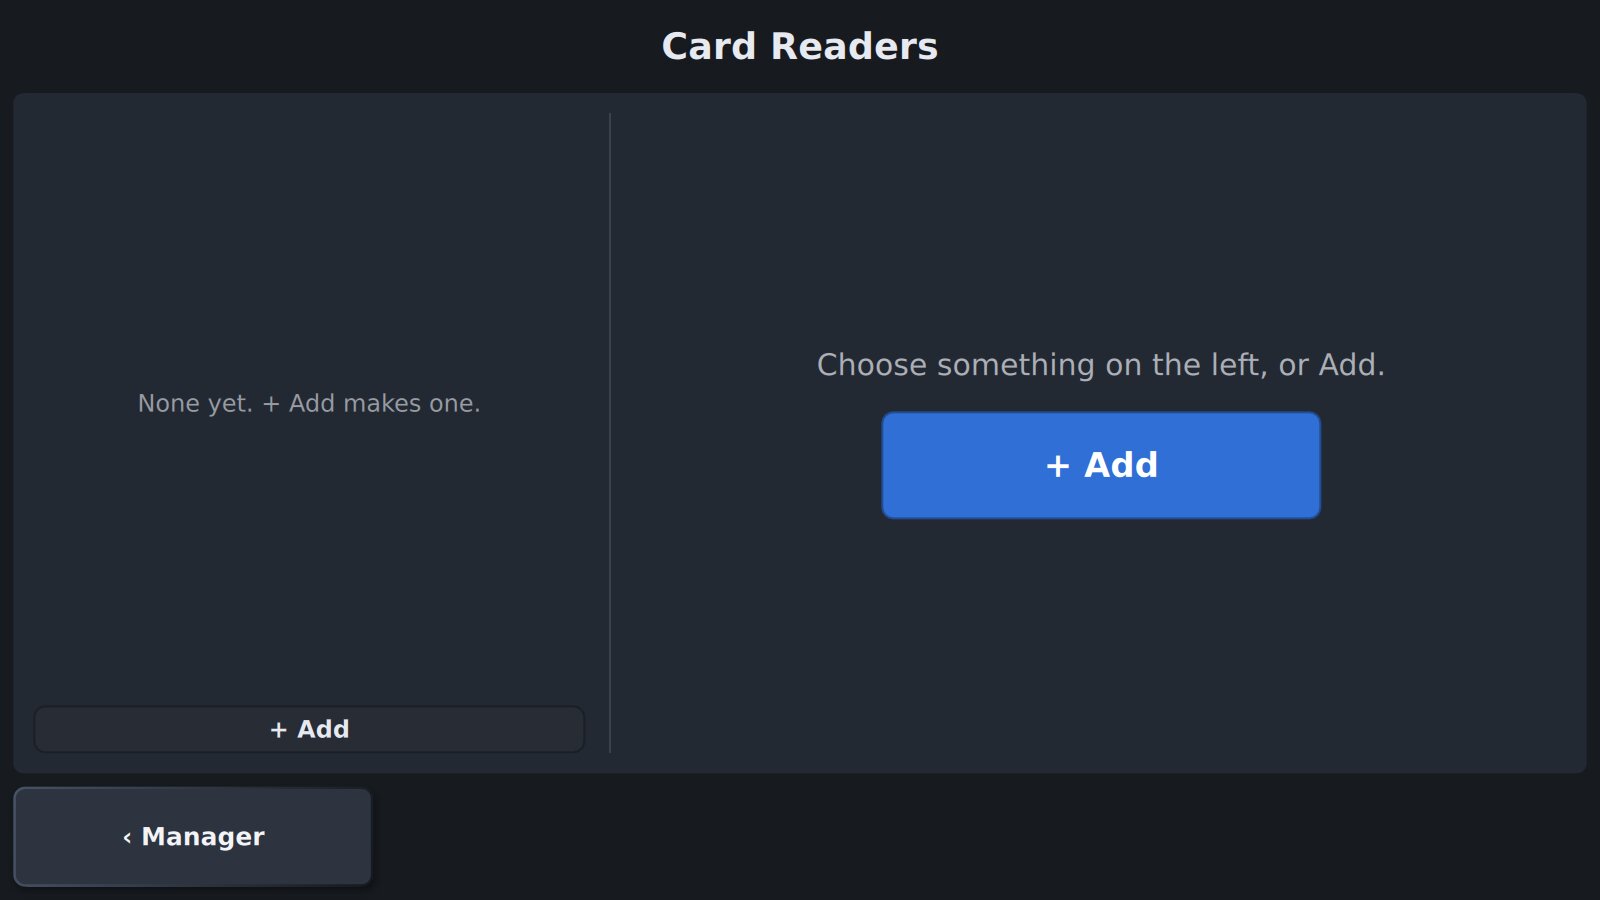 Card Readers
None yet. + Add makes one.
+ Add
Choose something on the left, or Add.
+ Add
‹ Manager